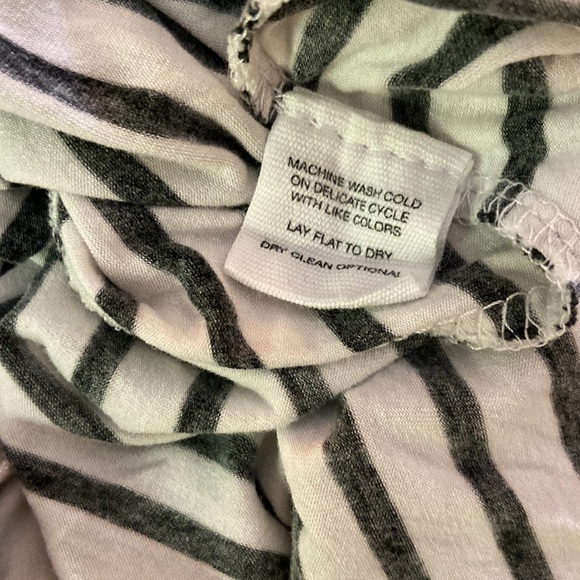 MACHINE WASH COLD
ON DELICATE CYCLE
WITH LIKE COLORS
LAY FLAT TO DRY
DRY CLEAN OPTIONAL